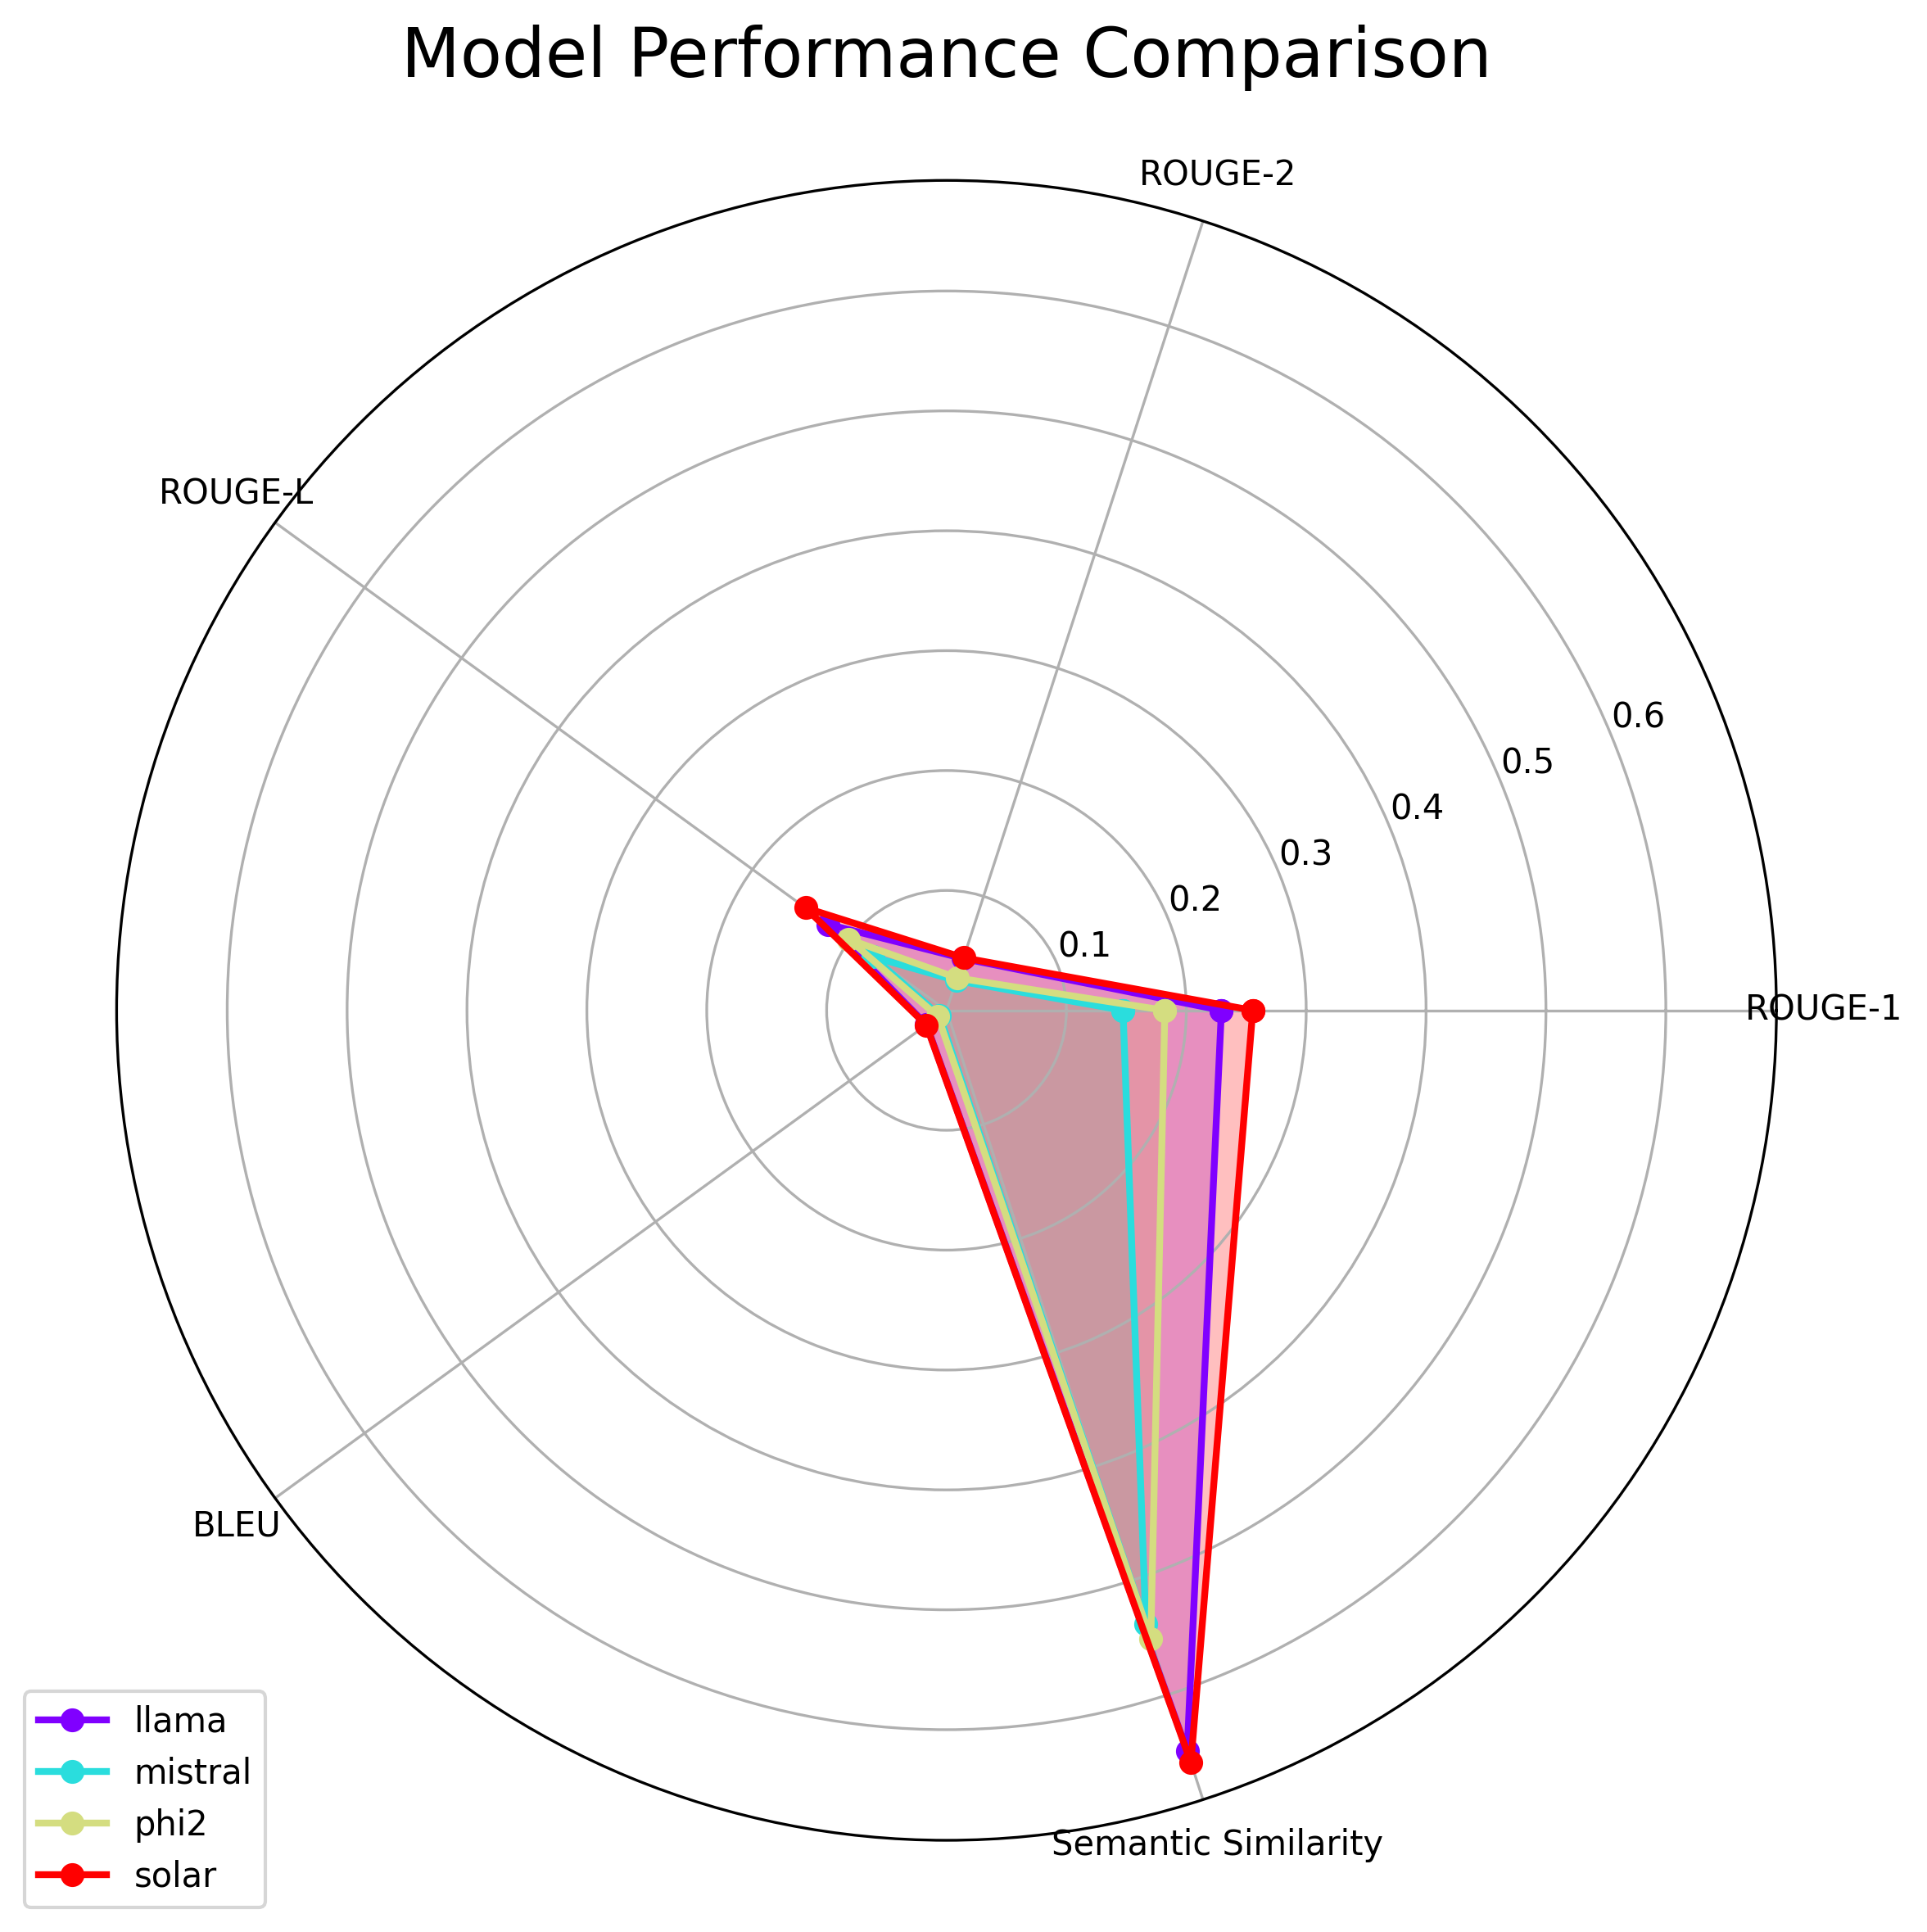 Model Performance Comparison
ROUGE-2
ROUGE-L
0.6
0.5
0.4
0.3
0.2
0.1
ROUGE-1
BLEU
Semantic Similarity
llama
mistral
phi2
solar